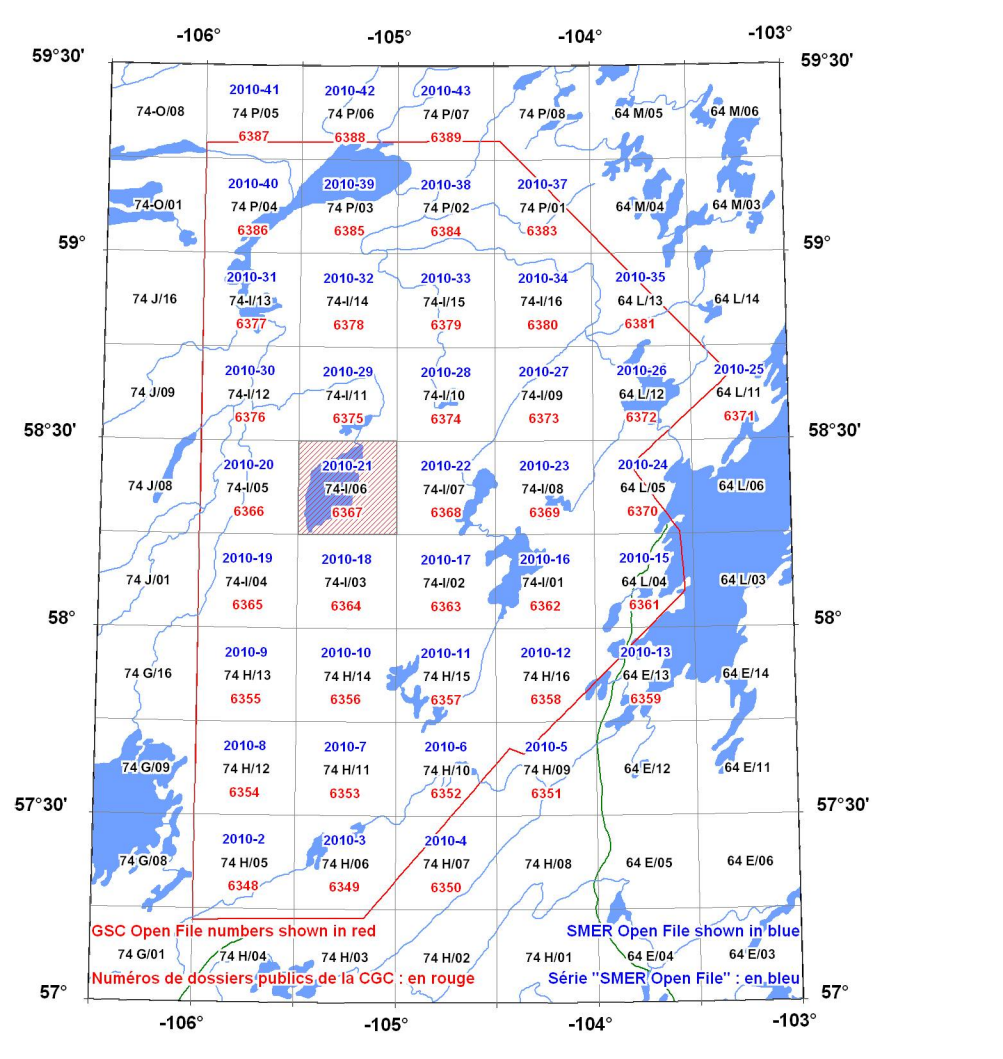 -106° -105° -104° -103°
59°30' 59°30'
2010-41 2010-42 2010-43
74-O/08 74 P/05 74 P/06 74 P/07 74 P/08 64 M/05 64 M/06
6387 6388 6389
2010-40 2010-39 2010-38 2010-37
74-O/01 74 P/04 74 P/03 74 P/02 74 P/01 64 M/04 64 M/03
6386 6385 6384 6383
59° 59°
2010-31 2010-32 2010-33 2010-34 2010-35
74 J/16 74-I/13 74-I/14 74-I/15 74-I/16 64 L/13 64 L/14
6377 6378 6379 6380 6381
2010-30 2010-29 2010-28 2010-27 2010-26 2010-25
74 J/09 74-I/12 74-I/11 74-I/10 74-I/09 64 L/12 64 L/11
6376 6375 6374 6373 6372 6371
58°30' 58°30'
2010-20 2010-21 2010-22 2010-23 2010-24
74 J/08 74-I/05 74-I/06 74-I/07 74-I/08 64 L/05 64 L/06
6366 6367 6368 6369 6370
2010-19 2010-18 2010-17 2010-16 2010-15
74 J/01 74-I/04 74-I/03 74-I/02 74-I/01 64 L/04 64 L/03
6365 6364 6363 6362 6361
58° 58°
2010-9 2010-10 2010-11 2010-12 2010-13
74 G/16 74 H/13 74 H/14 74 H/15 74 H/16 64 E/13 64 E/14
6355 6356 6357 6358 6359
2010-8 2010-7 2010-6 2010-5
74 G/09 74 H/12 74 H/11 74 H/10 74 H/09 64 E/12 64 E/11
6354 6353 6352 6351
57°30' 57°30'
2010-2 2010-3 2010-4
74 G/08 74 H/05 74 H/06 74 H/07 74 H/08 64 E/05 64 E/06
6348 6349 6350
GSC Open File numbers shown in red SMER Open File shown in blue
74 G/01 74 H/04 74 H/03 74 H/02 74 H/01 64 E/04 64 E/03
Numéros de dossiers publics de la CGC : en rouge Série "SMER Open File" : en bleu
57° 57°
-106° -105° -104° -103°